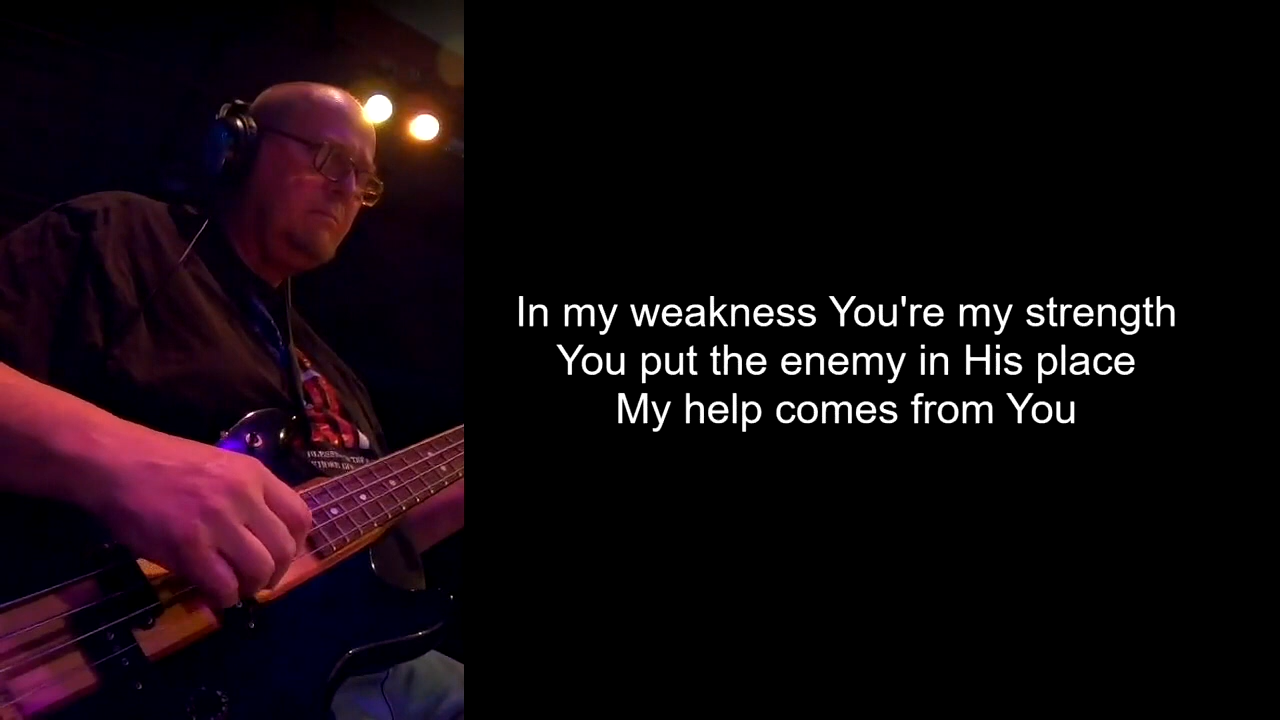 In my weakness You're my strength
You put the enemy in His place
My help comes from You